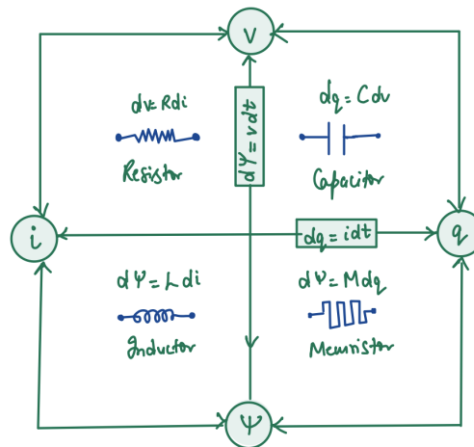 V
dv = Rdi
Resistor
dΨ = vdt
dq = Cdv
Capacitor
i
dq = idt
q
dΨ = Ldi
Inductor
dΨ = Mdq
Memristor
Ψ